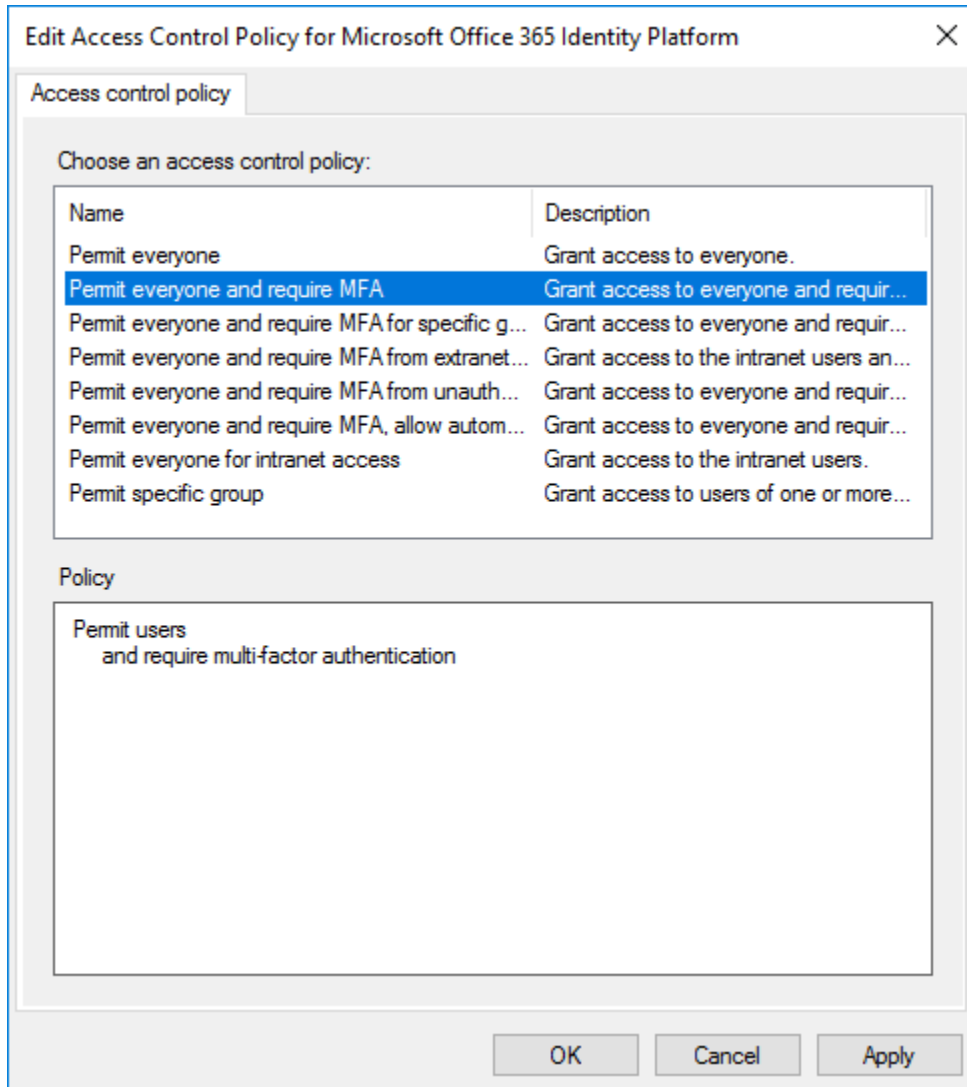 Edit Access Control Policy for Microsoft Office 365 Identity Platform
Access control policy
Choose an access control policy:
Name Description
Permit everyone Grant access to everyone.
Permit everyone and require MFA Grant access to everyone and requir...
Permit everyone and require MFA for specific g... Grant access to everyone and requir...
Permit everyone and require MFA from extranet... Grant access to the intranet users an...
Permit everyone and require MFA from unauth... Grant access to everyone and requir...
Permit everyone and require MFA, allow autom... Grant access to everyone and requir...
Permit everyone for intranet access Grant access to the intranet users.
Permit specific group Grant access to users of one or more...
Policy
Permit users
and require multi-factor authentication
OK Cancel Apply